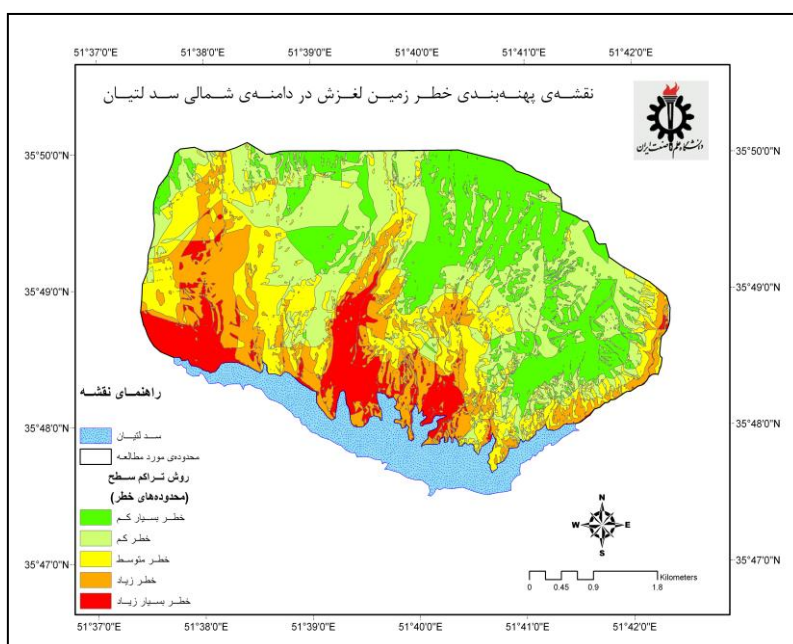 51°37'0"E 51°38'0"E 51°39'0"E 51°40'0"E 51°41'0"E 51°42'0"E
نقشه‌ی پهنه‌بندی خطر زمین لغزش در دامنه‌ی شمالی سد لتیان
دانشگاه علم و صنعت ایران
35°50'0"N 35°50'0"N
35°49'0"N 35°49'0"N
35°48'0"N 35°48'0"N
35°47'0"N 35°47'0"N
راهنمای نقشه
سد لتیان
محدوده‌ی مورد مطالعه
روش تراکم سطح
(محدوده‌های خطر)
خطر بسیار کم
خطر کم
خطر متوسط
خطر زیاد
خطر بسیار زیاد
N
W E
S
Kilometers
0 0.45 0.9 1.8
51°37'0"E 51°38'0"E 51°39'0"E 51°40'0"E 51°41'0"E 51°42'0"E